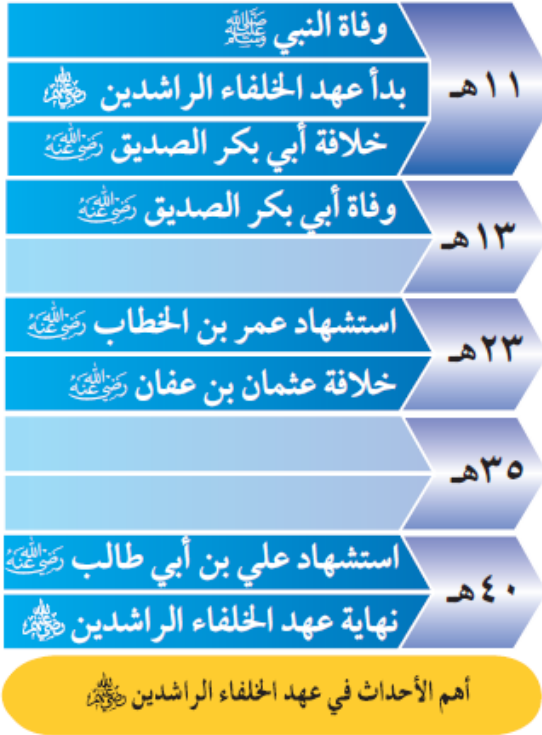 ١١هـ
وفاة النبي ﷺ
بدأ عهد الخلفاء الراشدين رضي الله عنهم
خلافة أبي بكر الصديق رضي الله عنه
١٣هـ
وفاة أبي بكر الصديق رضي الله عنه
٢٣هـ
استشهاد عمر بن الخطاب رضي الله عنه
خلافة عثمان بن عفان رضي الله عنه
٣٥هـ
٤٠هـ
استشهاد علي بن أبي طالب رضي الله عنه
نهاية عهد الخلفاء الراشدين رضي الله عنهم
أهم الأحداث في عهد الخلفاء الراشدين رضي الله عنهم